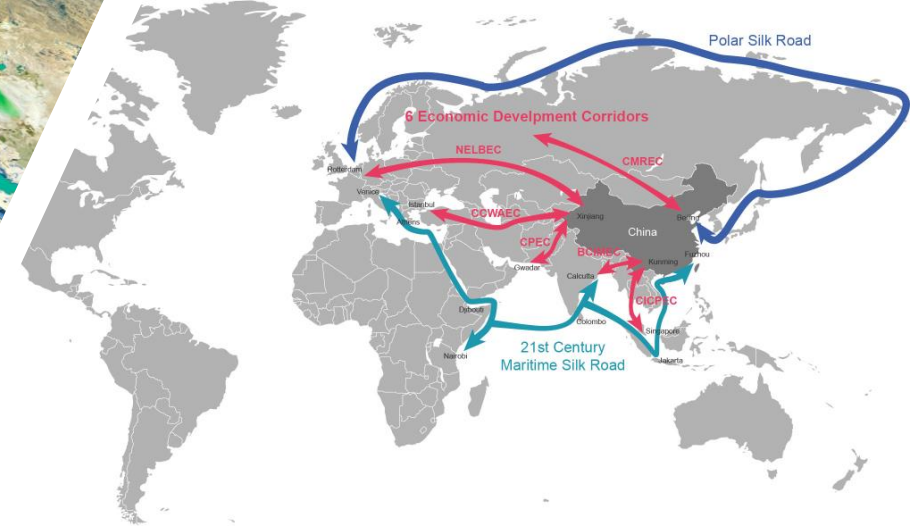 Polar Silk Road
6 Economic Develpment Corridors
NELBEC
CMREC
Rotterdam
Venice
Istanbul
Athens
CCWAEC
Xinjiang
Beijing
China
CPEC
Gwadar
BCIMEC
Kunming
Fuzhou
Calcutta
CICPEC
Djibouti
Colombo
Singapore
Nairobi
21st Century
Maritime Silk Road
Jakarta